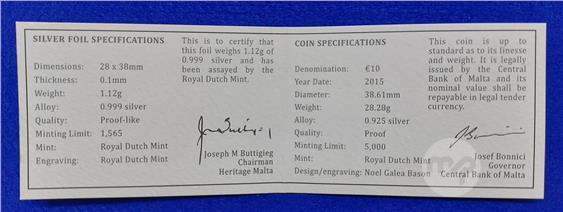 SILVER FOIL SPECIFICATIONS
Dimensions: 28 x 38mm
Thickness: 0.1mm
Weight: 1.12g
Alloy: 0.999 silver
Quality: Proof-like
Minting Limit: 1,565
Mint: Royal Dutch Mint
Engraving: Royal Dutch Mint
This is to certify that
this foil weighs 1.12g of
0.999 silver and has
been assayed by the
Royal Dutch Mint.
Joseph M Buttigieg
Chairman
Heritage Malta
COIN SPECIFICATIONS
Denomination: €10
Year Date: 2015
Diameter: 38.61mm
Weight: 28.28g
Alloy: 0.925 silver
Quality: Proof
Minting Limit: 5,000
Mint: Royal Dutch Mint
Design/engraving: Noel Galea Bason
This coin is up to
standard as to its finesse
and weight. It is legally
issued by the Central
Bank of Malta and its
nominal value shall be
repayable in legal tender
currency.
Josef Bonnici
Governor
Central Bank of Malta